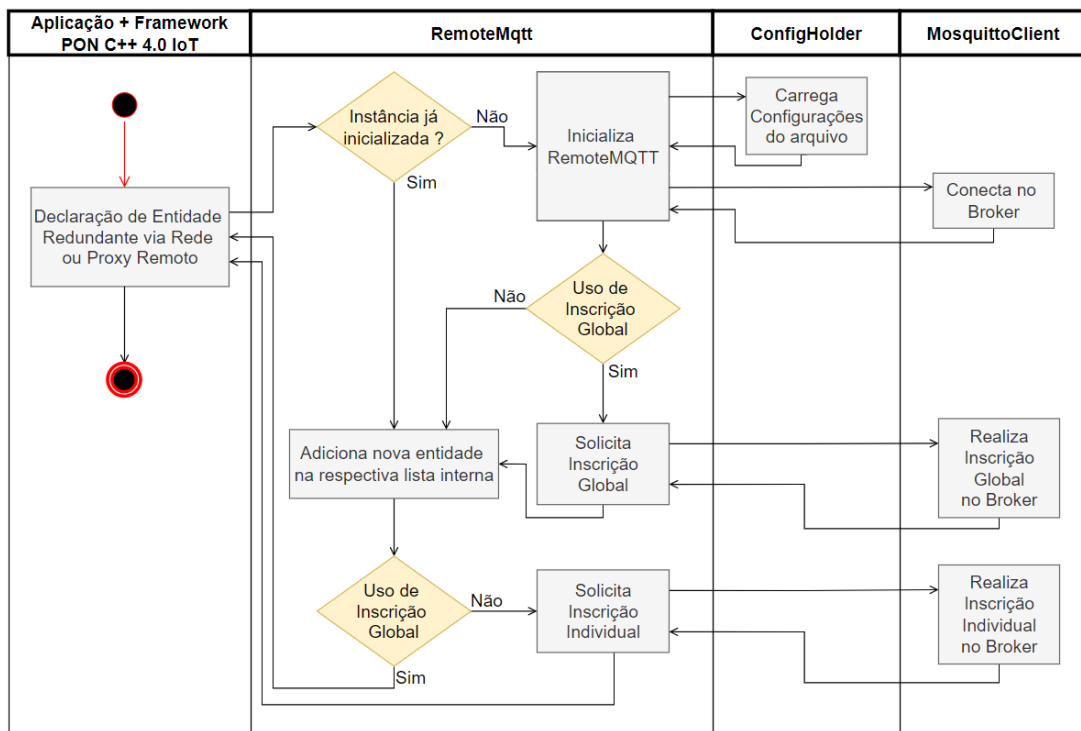 Aplicação + Framework
PON C++ 4.0 IoT
RemoteMqtt
ConfigHolder
MosquittoClient
Instância já
inicializada ?
Não
Sim
Inicializa
RemoteMQTT
Carrega
Configurações
do arquivo
Conecta no
Broker
Declaração de Entidade
Redundante via Rede
ou Proxy Remoto
Uso de
Inscrição
Global
Não
Sim
Adiciona nova entidade
na respectiva lista interna
Solicita
Inscrição
Global
Realiza
Inscrição
Global
no Broker
Uso de
Inscrição
Global
Não
Sim
Solicita
Inscrição
Individual
Realiza
Inscrição
Individual
no Broker